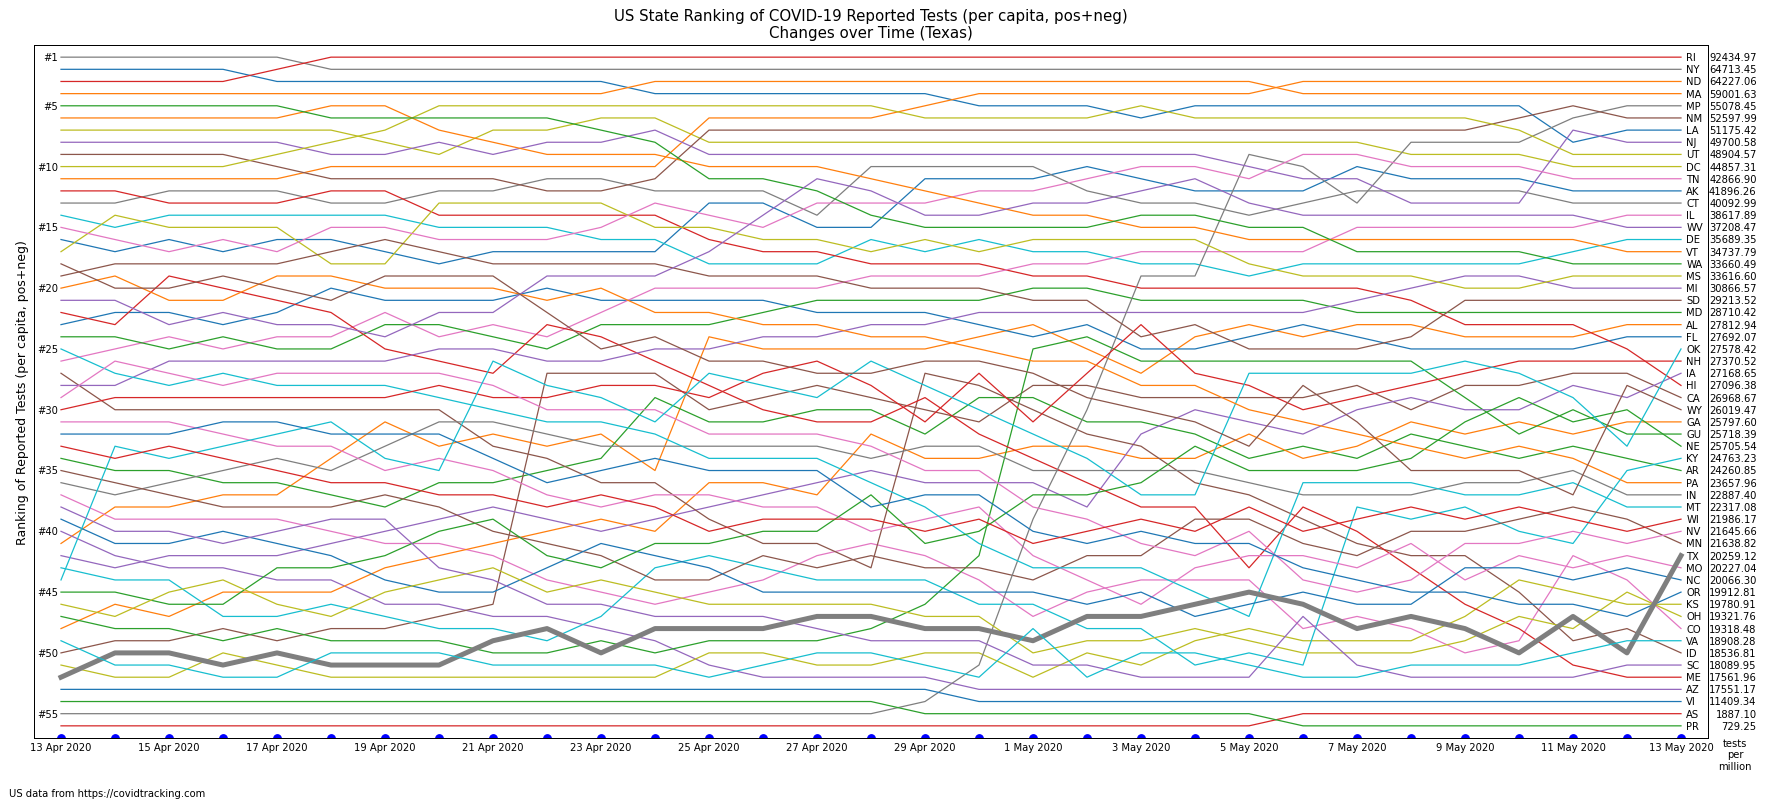 US State Ranking of COVID-19 Reported Tests (per capita, pos+neg)
Changes over Time (Texas)
Ranking of Reported Tests (per capita, pos+neg)
#1
#5
#10
#15
#20
#25
#30
#35
#40
#45
#50
#55
RI 92434.97
NY 64713.45
ND 64227.06
MA 59001.63
MP 55078.45
NM 52597.99
LA 51175.42
NJ 49700.58
UT 48904.57
DC 44857.31
TN 42866.90
AK 41896.26
CT 40092.99
IL 38617.89
WV 37208.47
DE 35689.35
VT 34737.79
WA 33660.49
MS 33616.60
MI 30866.57
SD 29213.52
MD 28710.42
AL 27812.94
FL 27692.07
OK 27578.42
NH 27370.52
IA 27168.65
HI 27096.38
CA 26968.67
WY 26019.47
GA 25797.60
GU 25718.39
NE 25705.54
KY 24763.23
AR 24260.85
PA 23657.96
IN 22887.40
MT 22317.08
WI 21986.17
NV 21645.66
MN 21638.82
TX 20259.12
MO 20227.04
NC 20066.30
OR 19912.81
KS 19780.91
OH 19321.76
CO 19318.48
VA 18908.28
ID 18536.81
SC 18089.95
ME 17561.96
AZ 17551.17
VI 11409.34
AS 1887.10
PR 729.25
13 Apr 2020 15 Apr 2020 17 Apr 2020 19 Apr 2020 21 Apr 2020 23 Apr 2020 25 Apr 2020 27 Apr 2020 29 Apr 2020 1 May 2020 3 May 2020 5 May 2020 7 May 2020 9 May 2020 11 May 2020 13 May 2020
tests
per
million
US data from https://covidtracking.com